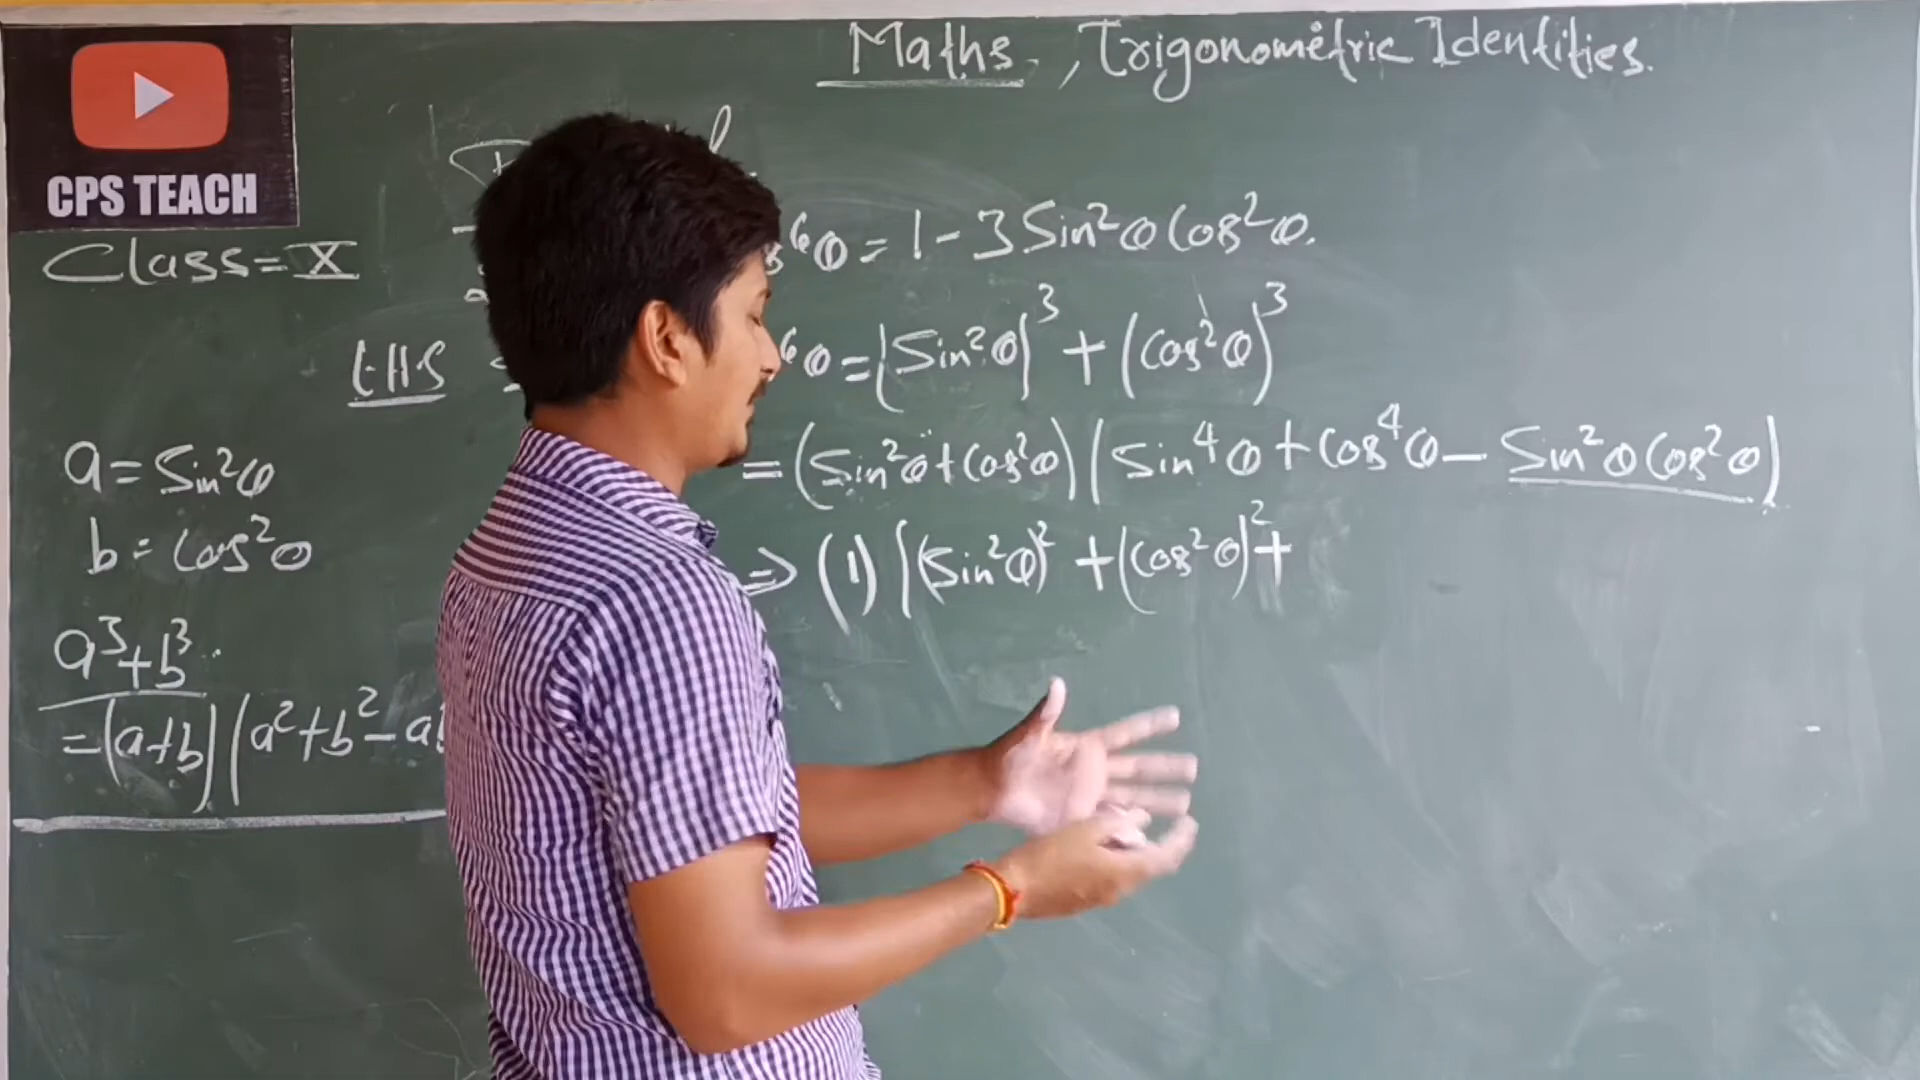 Maths, Trigonometric Identities.
CPS TEACH
Class = X
6θ = 1 - 3 Sin²θ Cos²θ.
LHS
6θ = (Sin²θ)³ + (Cos²θ)³
= (Sin²θ + Cos²θ) (Sin⁴θ + Cos⁴θ - Sin²θ Cos²θ)
⇒ (1) ((Sin²θ)² + (Cos²θ)² +
a = Sin²θ
b = Cos²θ
a³ + b³
= (a+b) (a² + b² - a